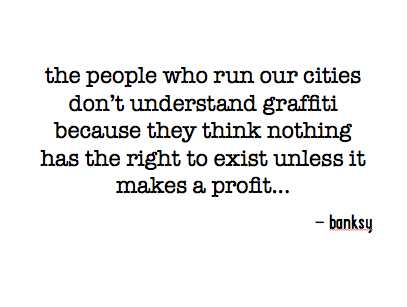 the people who run our cities
don’t understand graffiti
because they think nothing
has the right to exist unless it
makes a profit...
– banksy